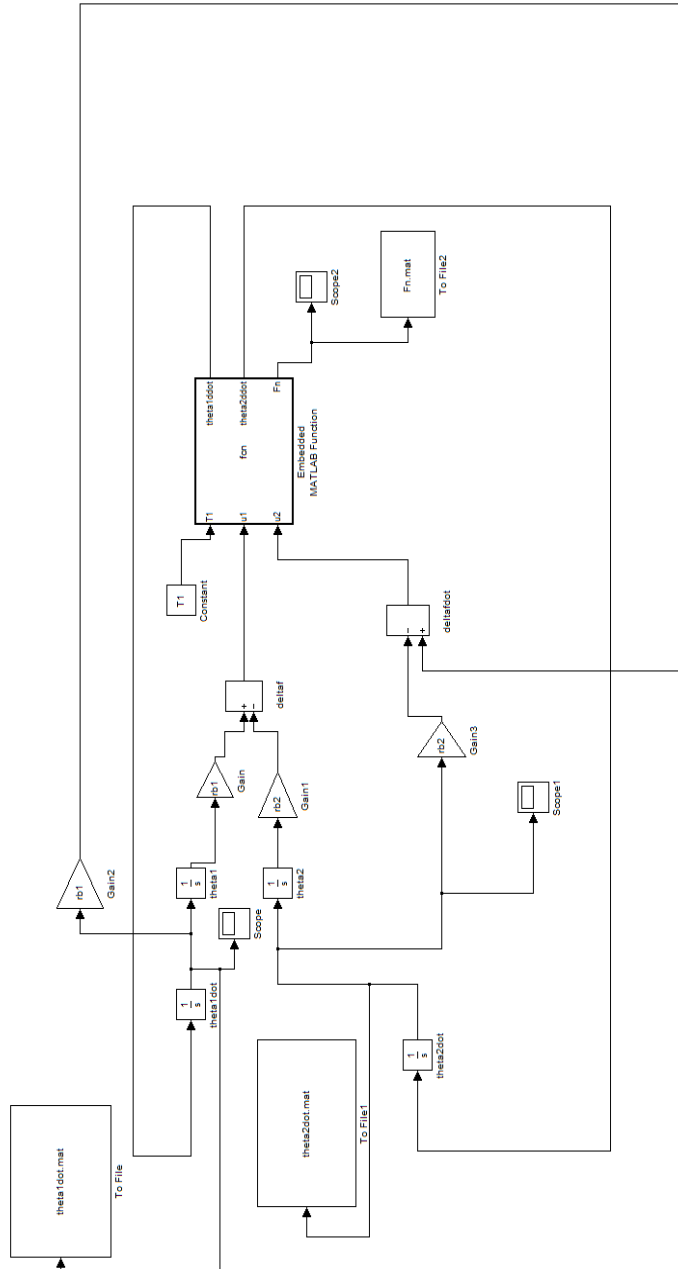 rb1
Gain2
theta1dot.mat
To File
1
s
theta1dot
1
s
theta1
Scope
rb1
Gain
+
-
deltaf
T1
Constant
T1
u1
u2
fcn
theta1ddot
theta2ddot
Fn
Embedded
MATLAB Function
Scope2
Fn.mat
To File2
theta2dot.mat
To File1
1
s
theta2
rb2
Gain1
1
s
theta2dot
rb2
Gain3
-
+
deltafdot
Scope1